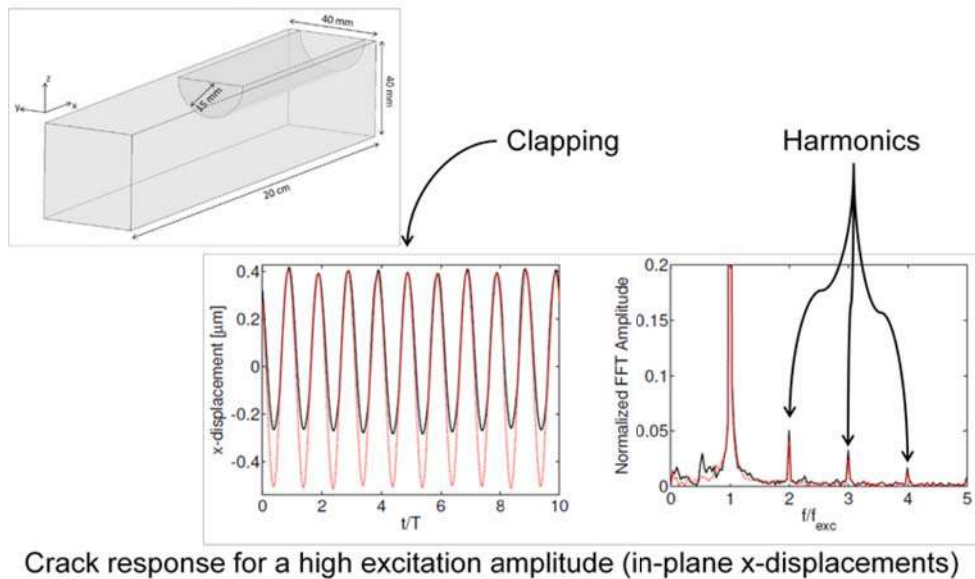 40 mm
z
y
x
15 mm
40 mm
20 cm
Clapping
Harmonics
x-displacement [μm]
0.4
0.2
0
-0.2
-0.4
0
2
4
6
8
10
t/T
Normalized FFT Amplitude
0.2
0.15
0.1
0.05
0
0
1
2
3
4
5
f/fexc
Crack response for a high excitation amplitude (in-plane x-displacements)